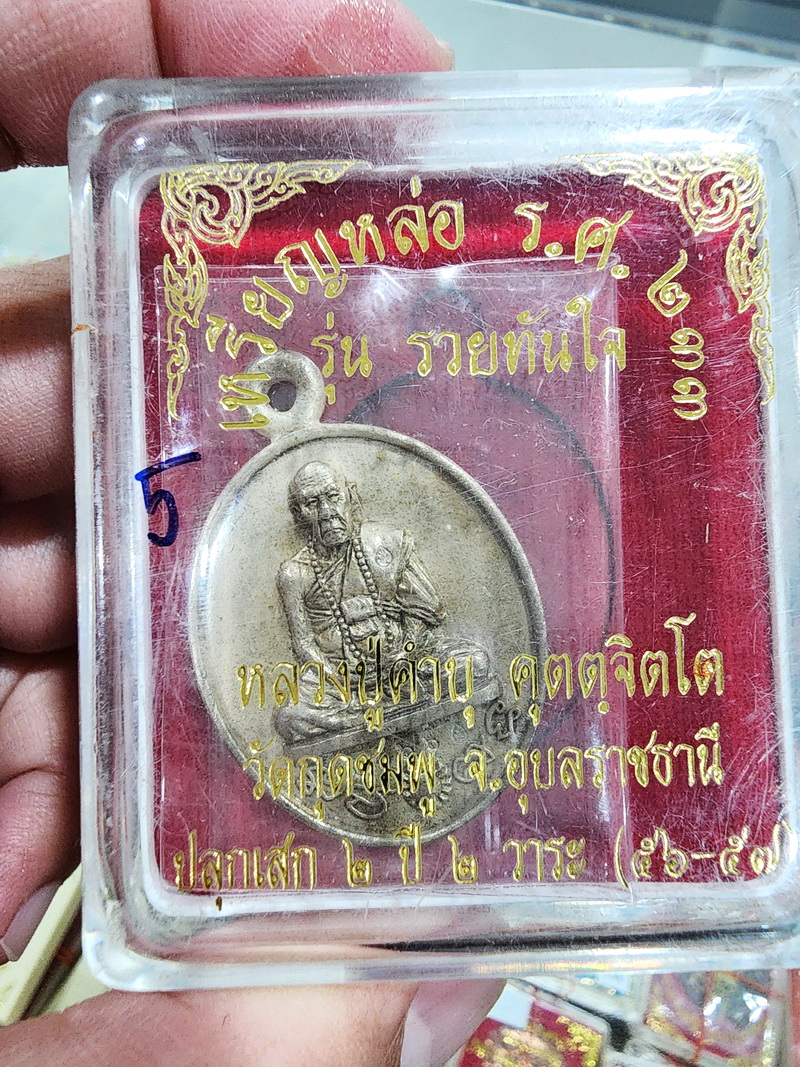 เหรียญหล่อ ร.ศ. ๒๓๓
รุ่น รวยทันใจ
5
หลวงปู่คำบุ คุตตฺจิตโต
วัดกุดชมพู จ.อุบลราชธานี
ปลุกเสก ๒ ปี ๒ วาระ (๕๖-๕๗)